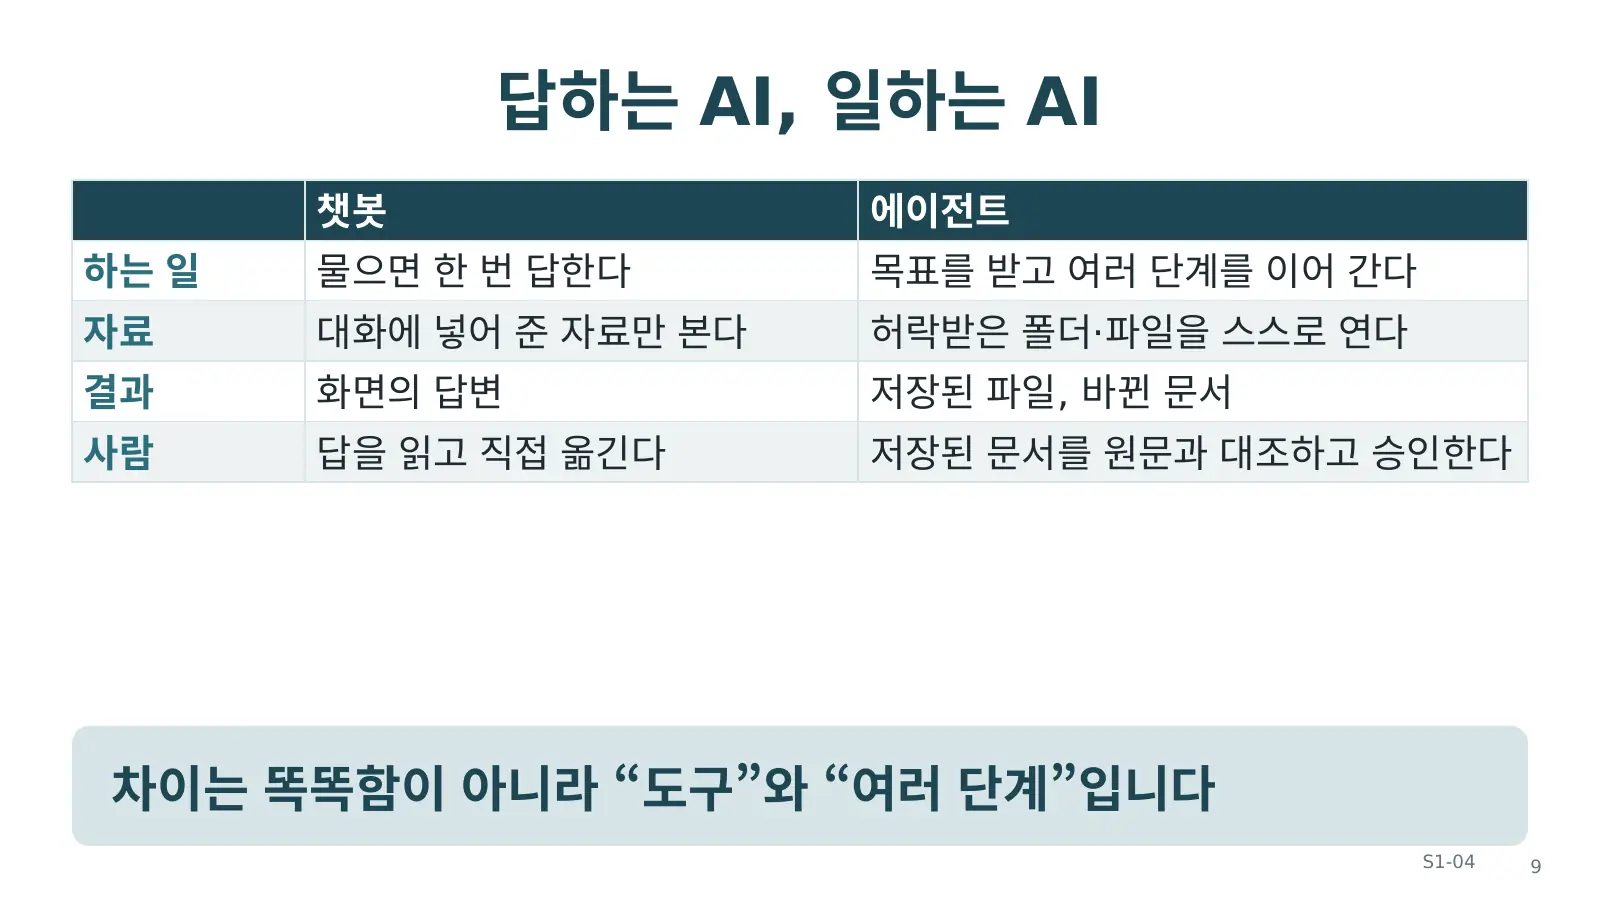 답하는 AI, 일하는 AI
챗봇 에이전트
하는 일 물으면 한 번 답한다 목표를 받고 여러 단계를 이어 간다
자료 대화에 넣어 준 자료만 본다 허락받은 폴더·파일을 스스로 연다
결과 화면의 답변 저장된 파일, 바뀐 문서
사람 답을 읽고 직접 옮긴다 저장된 문서를 원문과 대조하고 승인한다
차이는 똑똑함이 아니라 “도구”와 “여러 단계”입니다
S1-04 9